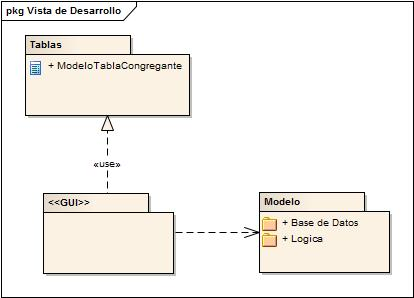 pkg Vista de Desarrollo
Tablas
+ ModeloTablaCongregante
«use»
<<GUI>>
Modelo
+ Base de Datos
+ Logica